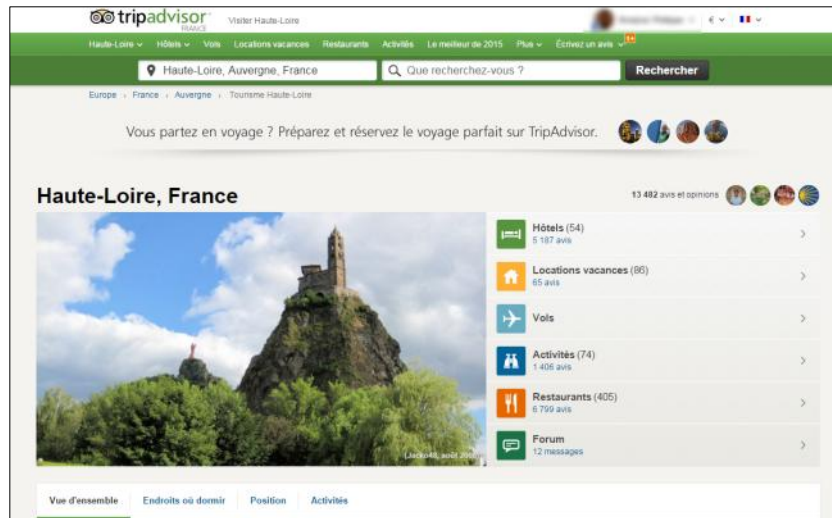 tripadvisor
FRANCE
Visiter Haute-Loire
€
Haute-Loire Hôtels Vols Locations vacances Restaurants Activités Le meilleur de 2015 Plus Écrivez un avis
Haute-Loire, Auvergne, France
Que recherchez-vous ?
Rechercher
Europe › France › Auvergne › Tourisme Haute-Loire
Vous partez en voyage ? Préparez et réservez le voyage parfait sur TripAdvisor.
Haute-Loire, France
13 482 avis et opinions
Hôtels (54)
5 187 avis
Locations vacances (86)
65 avis
Vols
Activités (74)
1 406 avis
Restaurants (405)
6 799 avis
Forum
12 messages
Vue d'ensemble Endroits où dormir Position Activités